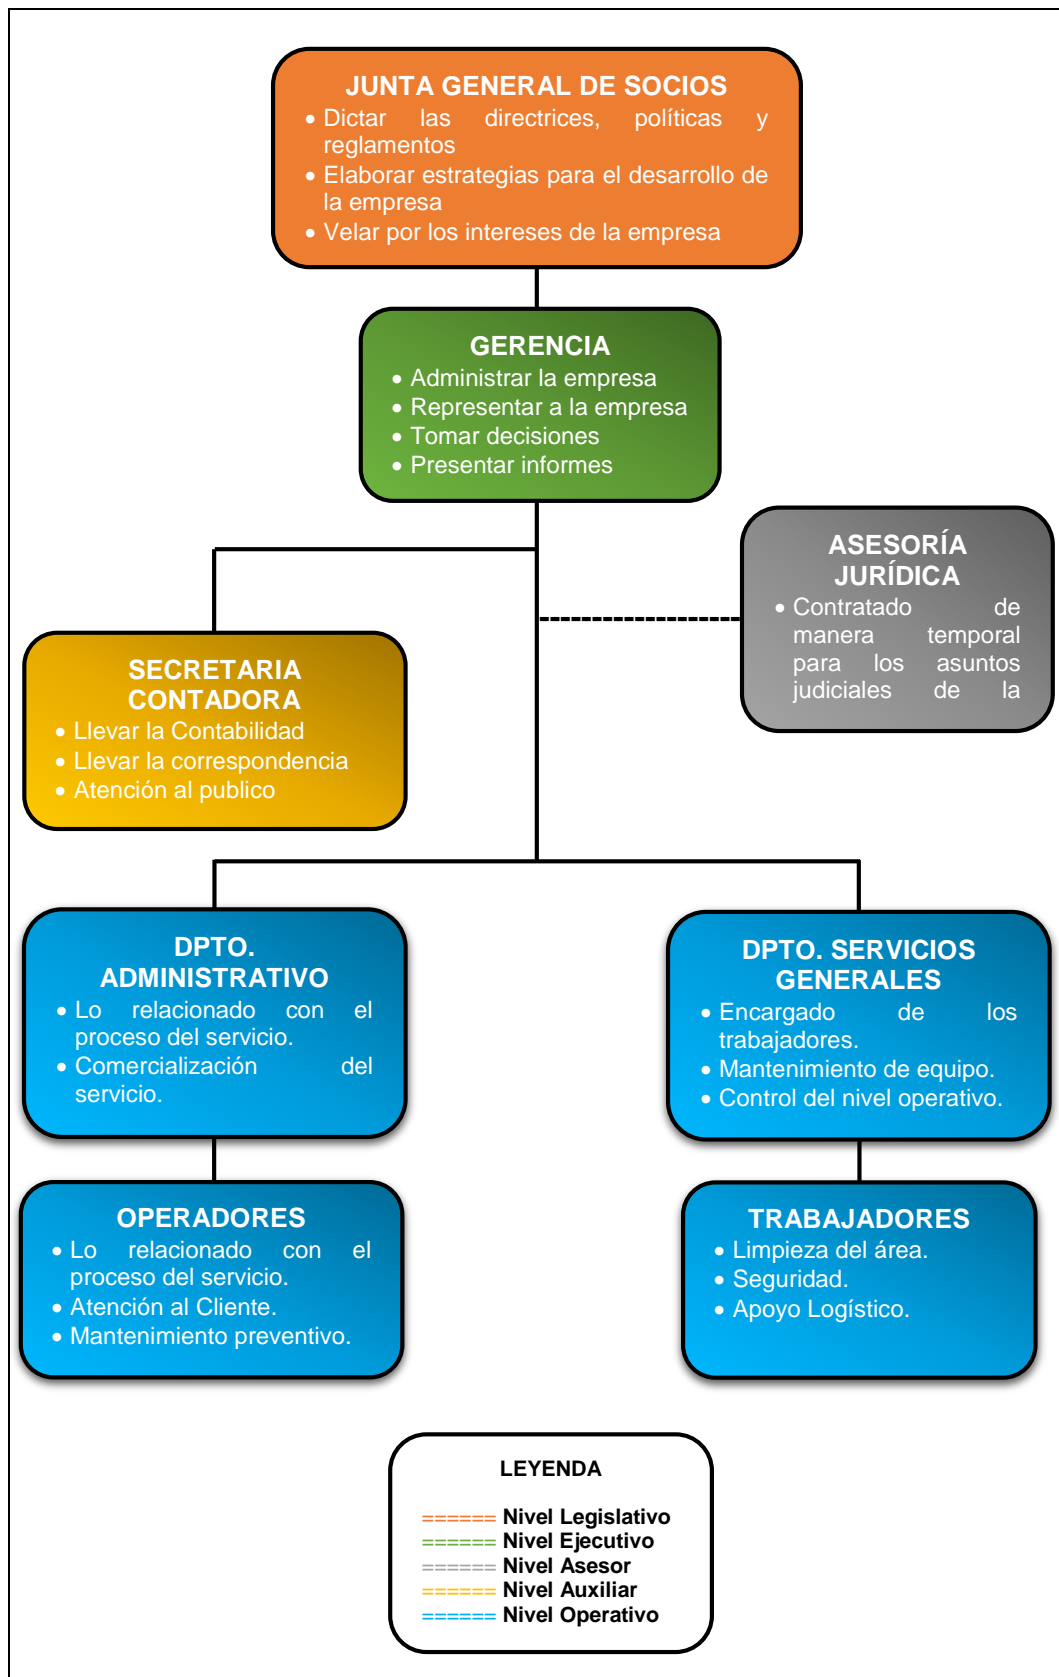 JUNTA GENERAL DE SOCIOS
• Dictar las directrices, políticas y
reglamentos
• Elaborar estrategias para el desarrollo de
la empresa
• Velar por los intereses de la empresa
GERENCIA
• Administrar la empresa
• Representar a la empresa
• Tomar decisiones
• Presentar informes
ASESORÍA
JURÍDICA
• Contratado de
manera temporal
para los asuntos
judiciales de la
SECRETARIA
CONTADORA
• Llevar la Contabilidad
• Llevar la correspondencia
• Atención al publico
DPTO.
ADMINISTRATIVO
• Lo relacionado con el
proceso del servicio.
• Comercialización del
servicio.
DPTO. SERVICIOS
GENERALES
• Encargado de los
trabajadores.
• Mantenimiento de equipo.
• Control del nivel operativo.
OPERADORES
• Lo relacionado con el
proceso del servicio.
• Atención al Cliente.
• Mantenimiento preventivo.
TRABAJADORES
• Limpieza del área.
• Seguridad.
• Apoyo Logístico.
LEYENDA
====== Nivel Legislativo
====== Nivel Ejecutivo
====== Nivel Asesor
====== Nivel Auxiliar
====== Nivel Operativo